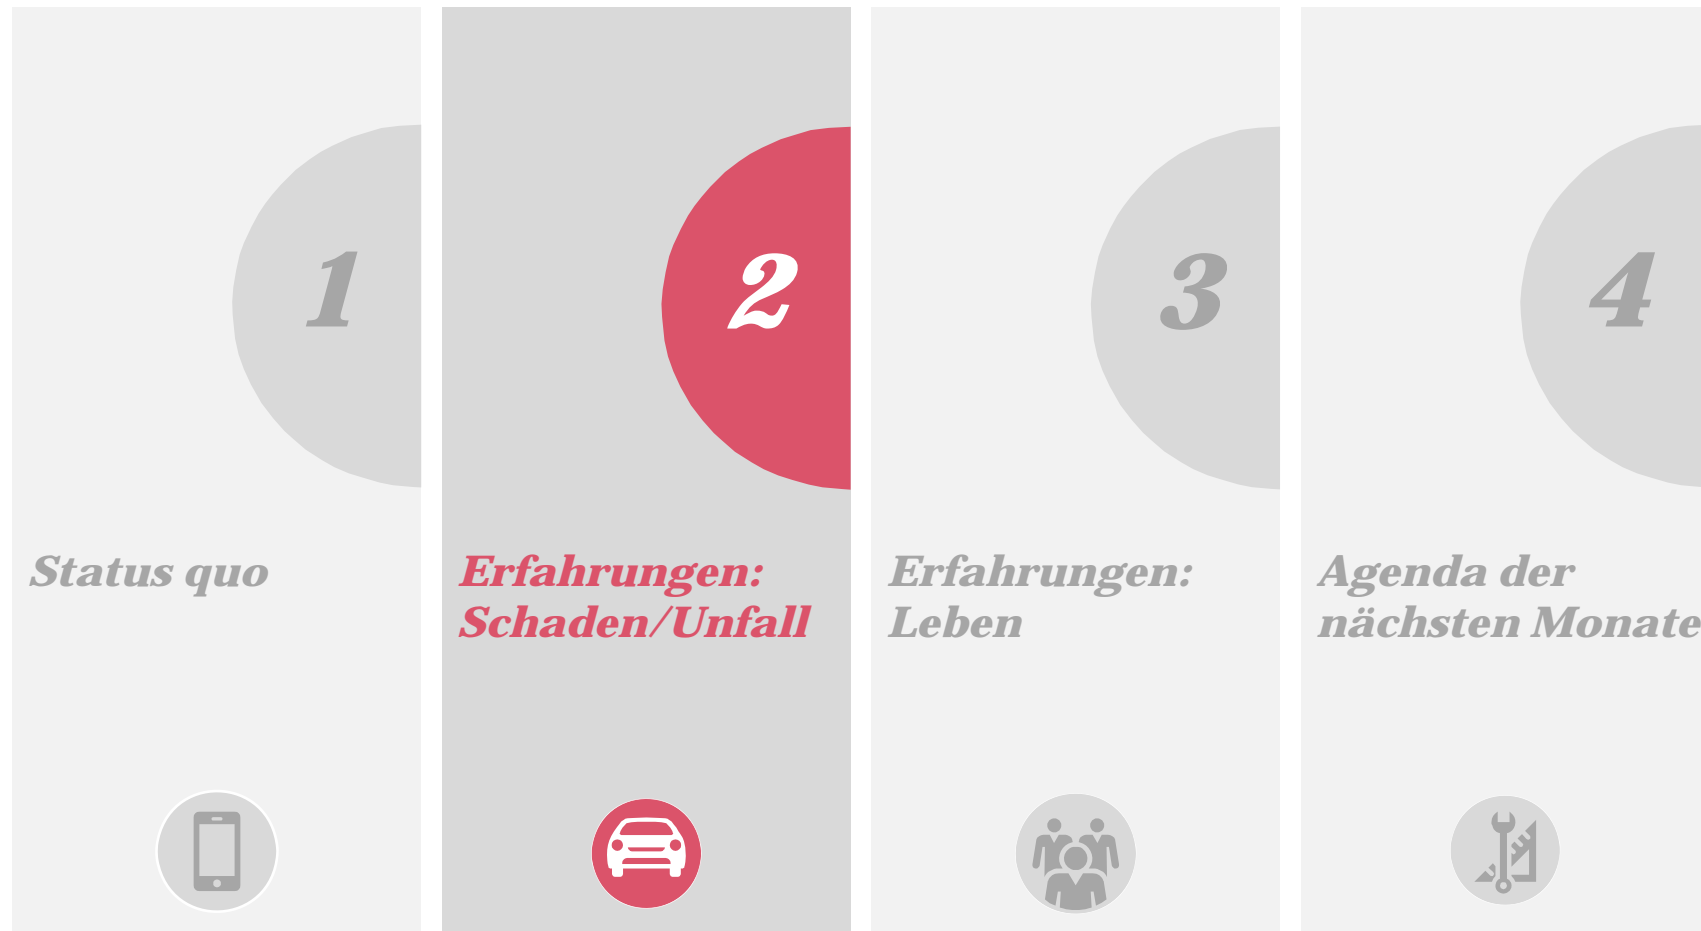 1
Status quo
2
Erfahrungen:
Schaden/Unfall
3
Erfahrungen:
Leben
4
Agenda der
nächsten Monate